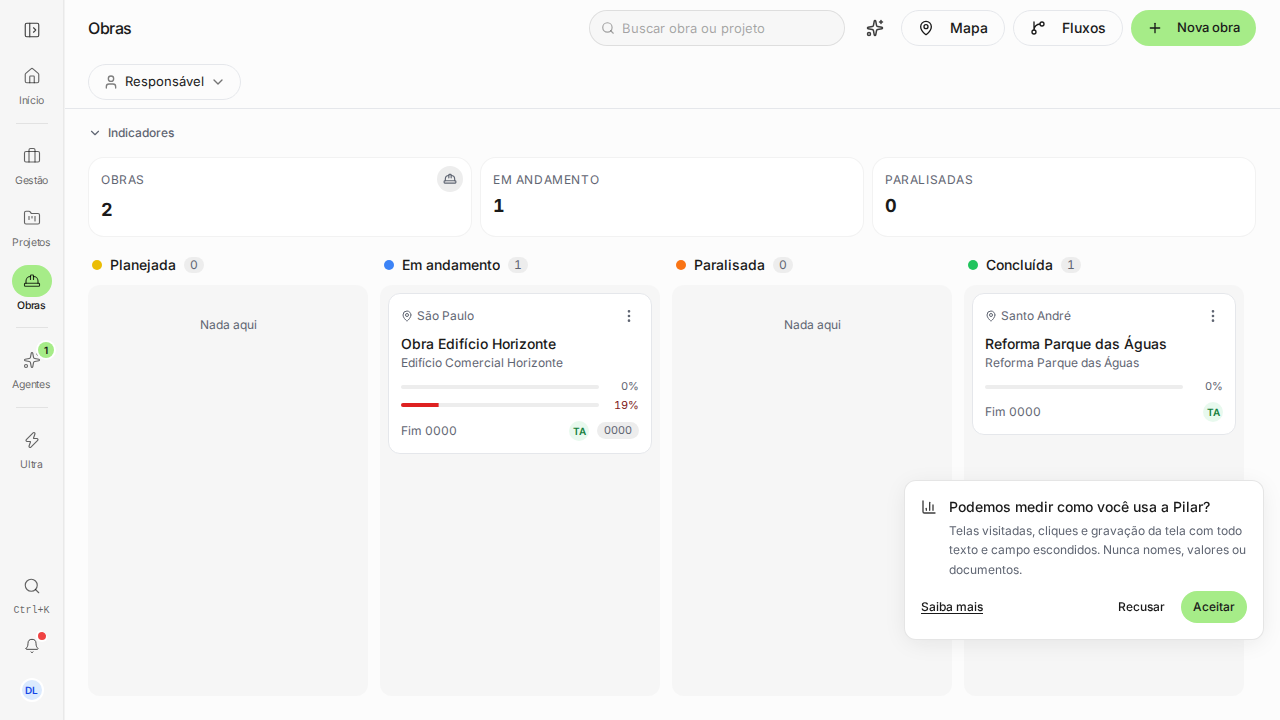 Obras
Buscar obra ou projeto
Mapa
Fluxos
Nova obra
Responsável
Indicadores
OBRAS
2
EM ANDAMENTO
1
PARALISADAS
0
Planejada 0
Em andamento 1
Paralisada 0
Concluída 1
Nada aqui
São Paulo
Obra Edifício Horizonte
Edifício Comercial Horizonte
0%
19%
Fim 0000
TA
0000
Nada aqui
Santo André
Reforma Parque das Águas
Reforma Parque das Águas
0%
Fim 0000
TA
Início
Gestão
Projetos
Obras
1
Agentes
Ultra
Ctrl+K
DL
Podemos medir como você usa a Pilar?
Telas visitadas, cliques e gravação da tela com todo
texto e campo escondidos. Nunca nomes, valores ou
documentos.
Saiba mais
Recusar
Aceitar